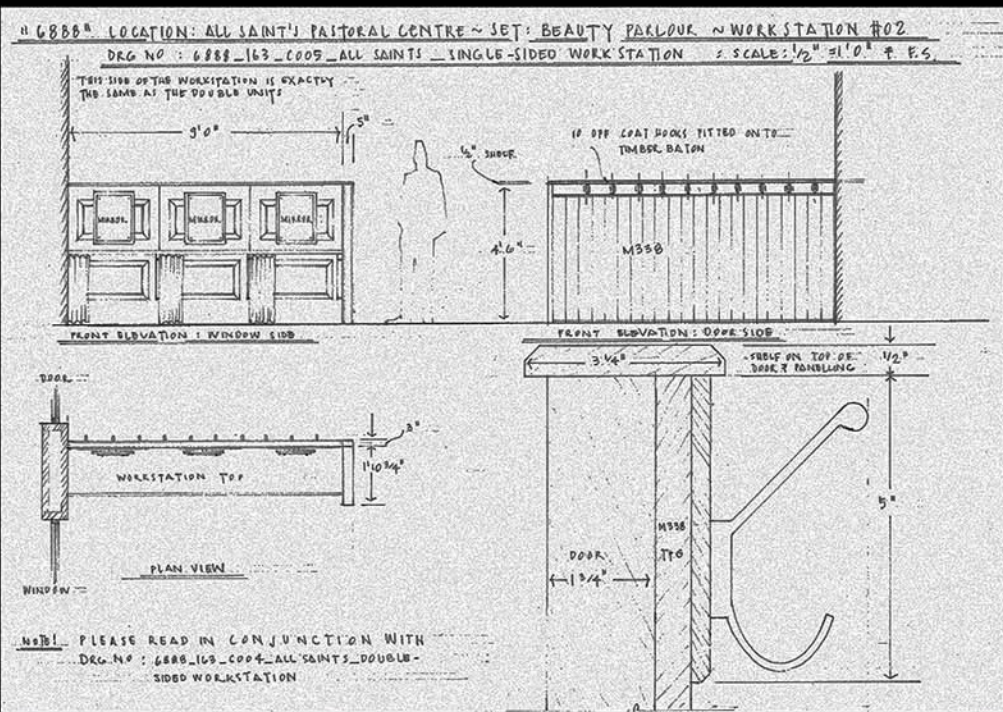 "6888" LOCATION: ALL SAINT'S PASTORAL CENTRE ~ SET: BEAUTY PARLOUR ~ WORKSTATION #02
DRG NO : 6888_163_C005_ALL SAINTS _ SINGLE-SIDED WORK STATION = SCALE: 1/2" = 1'0" & F.S.
THIS SIDE OF THE WORKSTATION IS EXACTLY
THE SAME AS THE DOUBLE UNITS
9'0"
5"
1/2" SHELF
10 OFF COAT HOOKS FITTED ONTO
TIMBER BATON
MIRROR
MIRROR
MIRROR
4'6"
M338
FRONT ELEVATION : WINDOW SIDE
FRONT ELEVATION : DOOR SIDE
3 1/4"
SHELF ON TOP OF
DOOR & PANELLING
1/2"
DOOR
3"
1'10 3/4"
WORKSTATION TOP
PLAN VIEW
WINDOW
DOOR
1 3/4"
M338
T+G
5"
NOTE! PLEASE READ IN CONJUNCTION WITH
DRG.NO : 6888_163_C004_ALL SAINTS_DOUBLE-
SIDED WORKSTATION